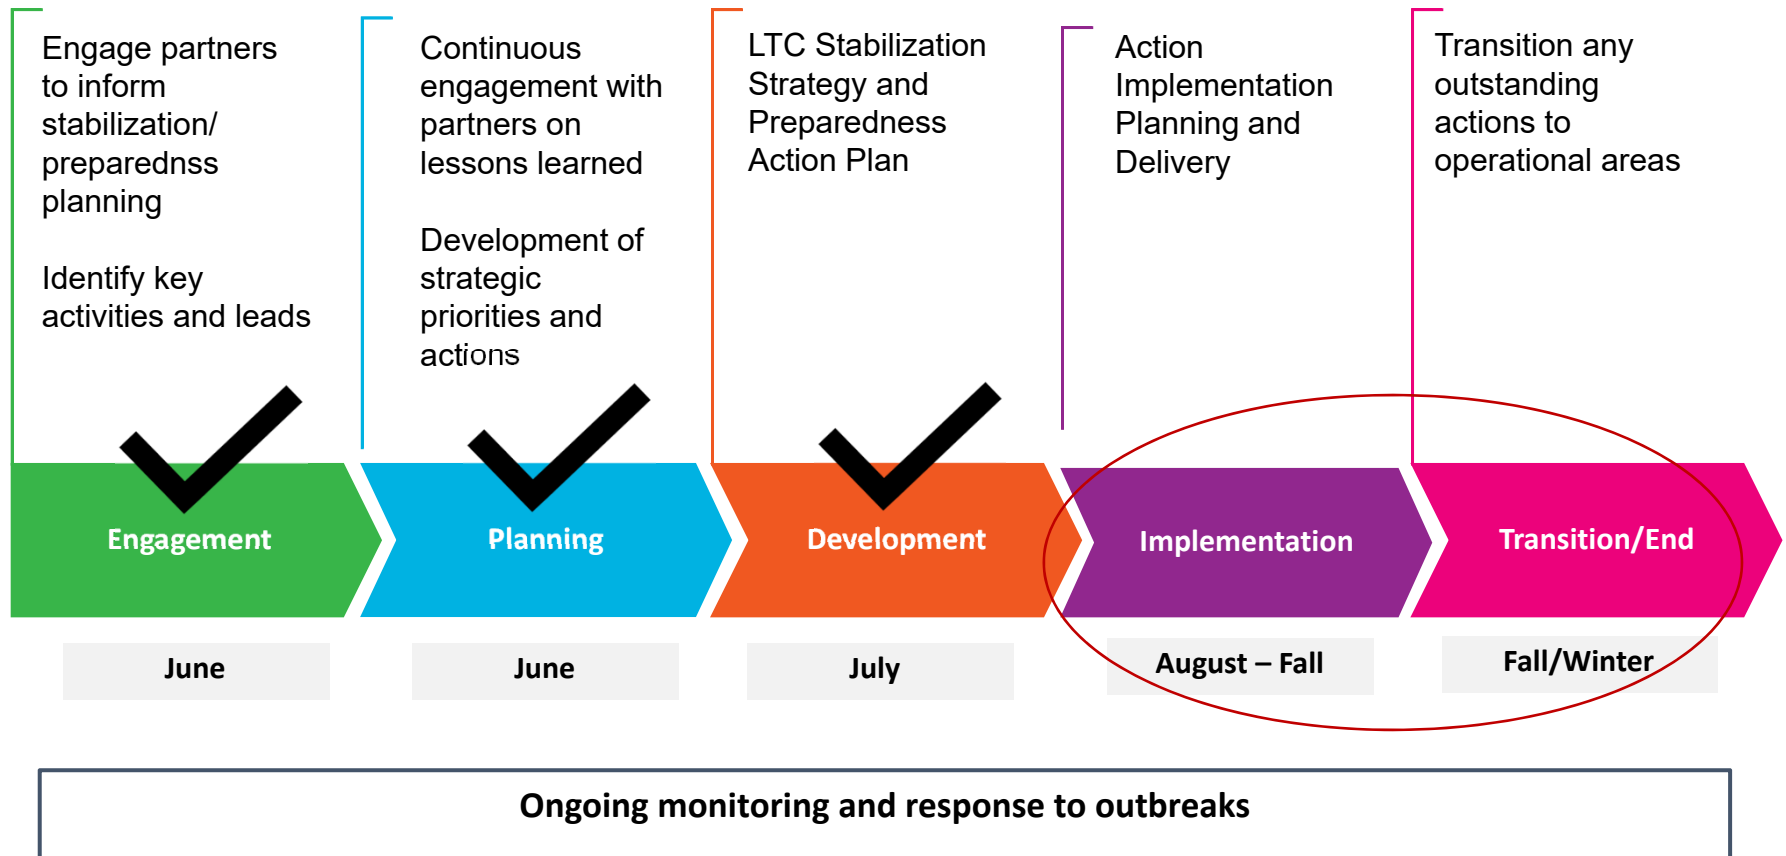 Engage partners
to inform
stabilization/
preparednss
planning
Identify key
activities and leads
Continuous
engagement with
partners on
lessons learned
Development of
strategic
priorities and
actions
LTC Stabilization
Strategy and
Preparedness
Action Plan
Action
Implementation
Planning and
Delivery
Transition any
outstanding
actions to
operational areas
Engagement
Planning
Development
Implementation
Transition/End
June
June
July
August – Fall
Fall/Winter
Ongoing monitoring and response to outbreaks